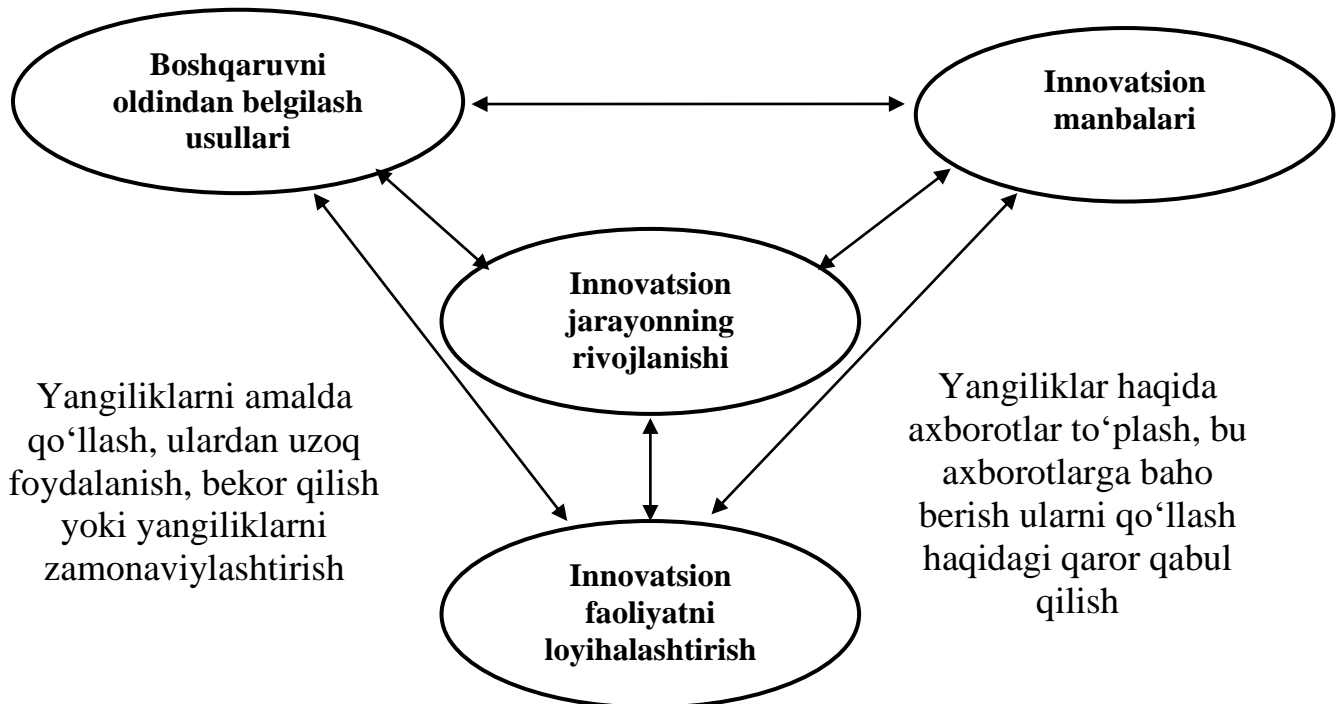 Boshqaruvni
oldindan belgilash
usullari
Innovatsion
manbalari
Innovatsion
jarayonning
rivojlanishi
Yangiliklarni amalda
qo‘llash, ulardan uzoq
foydalanish, bekor qilish
yoki yangiliklarni
zamonaviylashtirish
Yangiliklar haqida
axborotlar to‘plash, bu
axborotlarga baho
berish ularni qo‘llash
haqidagi qaror qabul
qilish
Innovatsion
faoliyatni
loyihalashtirish